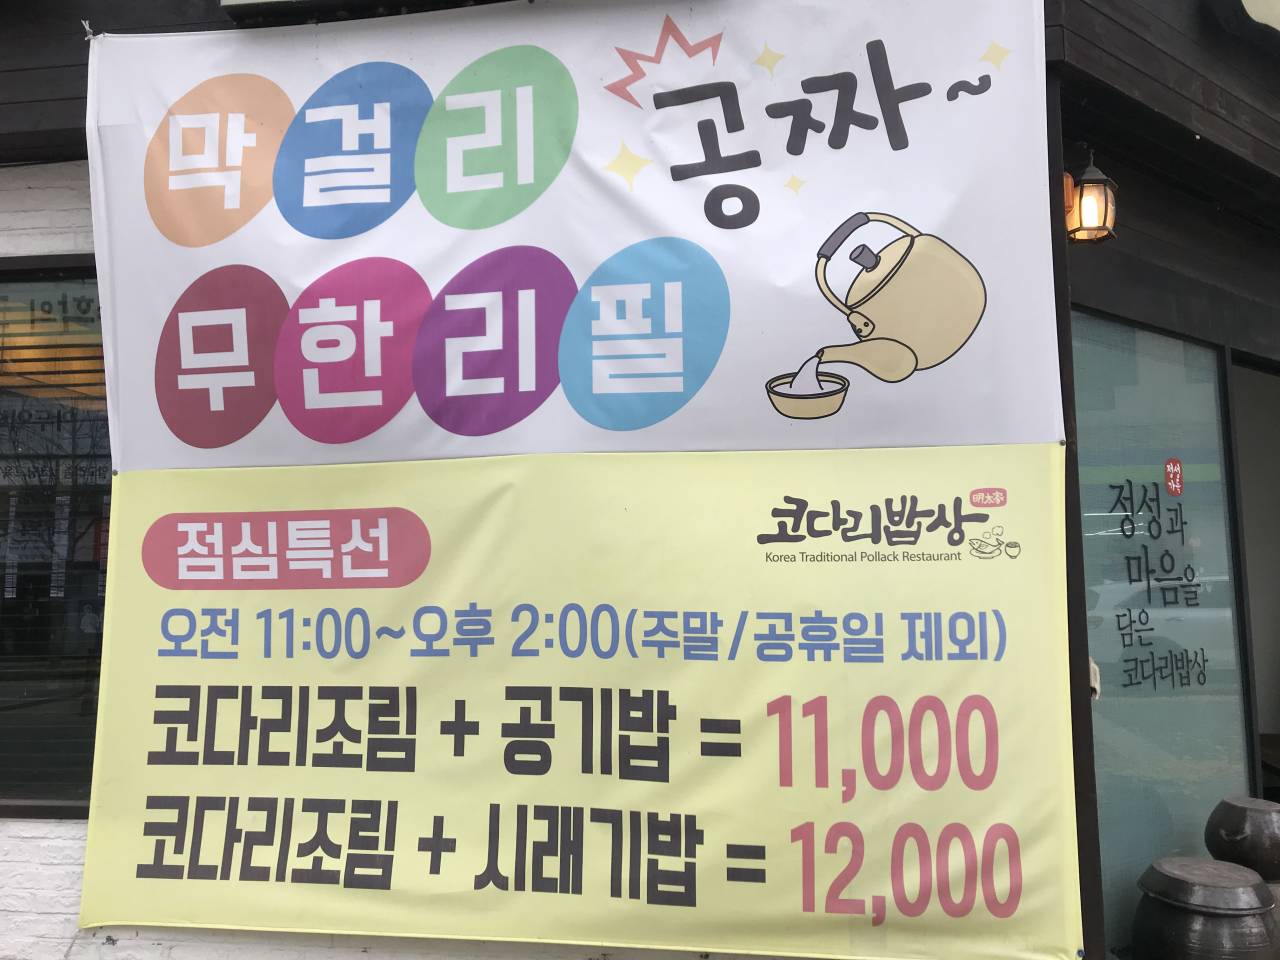 막걸리 공짜~
무한리필
점심특선
코다리밥상
明太家
Korea Traditional Pollack Restaurant
오전 11:00~오후 2:00(주말/공휴일 제외)
코다리조림 + 공기밥 = 11,000
코다리조림 + 시래기밥 = 12,000
정성과
마음을
담은
코다리밥상